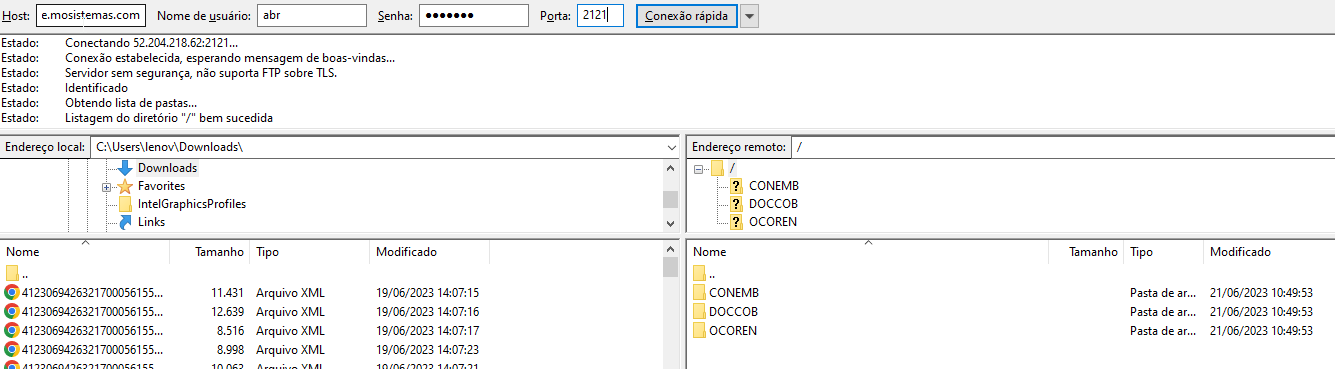 Host: e.mosistemas.com Nome de usuário: abr Senha: ●●●●●●● Porta: 2121 Conexão rápida
Estado: Conectando 52.204.218.62:2121...
Estado: Conexão estabelecida, esperando mensagem de boas-vindas...
Estado: Servidor sem segurança, não suporta FTP sobre TLS.
Estado: Identificado
Estado: Obtendo lista de pastas...
Estado: Listagem do diretório "/" bem sucedida
Endereço local: C:\Users\lenov\Downloads\
Downloads
Favorites
IntelGraphicsProfiles
Links
Nome Tamanho Tipo Modificado
..
4123069426321700056155... 11.431 Arquivo XML 19/06/2023 14:07:15
4123069426321700056155... 12.639 Arquivo XML 19/06/2023 14:07:16
4123069426321700056155... 8.516 Arquivo XML 19/06/2023 14:07:17
4123069426321700056155... 8.998 Arquivo XML 19/06/2023 14:07:23
4123069426321700056155... 10.063 Arquivo XML 19/06/2023 14:07:21
Endereço remoto: /
/
CONEMB
DOCCOB
OCOREN
Nome Tamanho Tipo Modificado
..
CONEMB Pasta de ar... 21/06/2023 10:49:53
DOCCOB Pasta de ar... 21/06/2023 10:49:53
OCOREN Pasta de ar... 21/06/2023 10:49:53